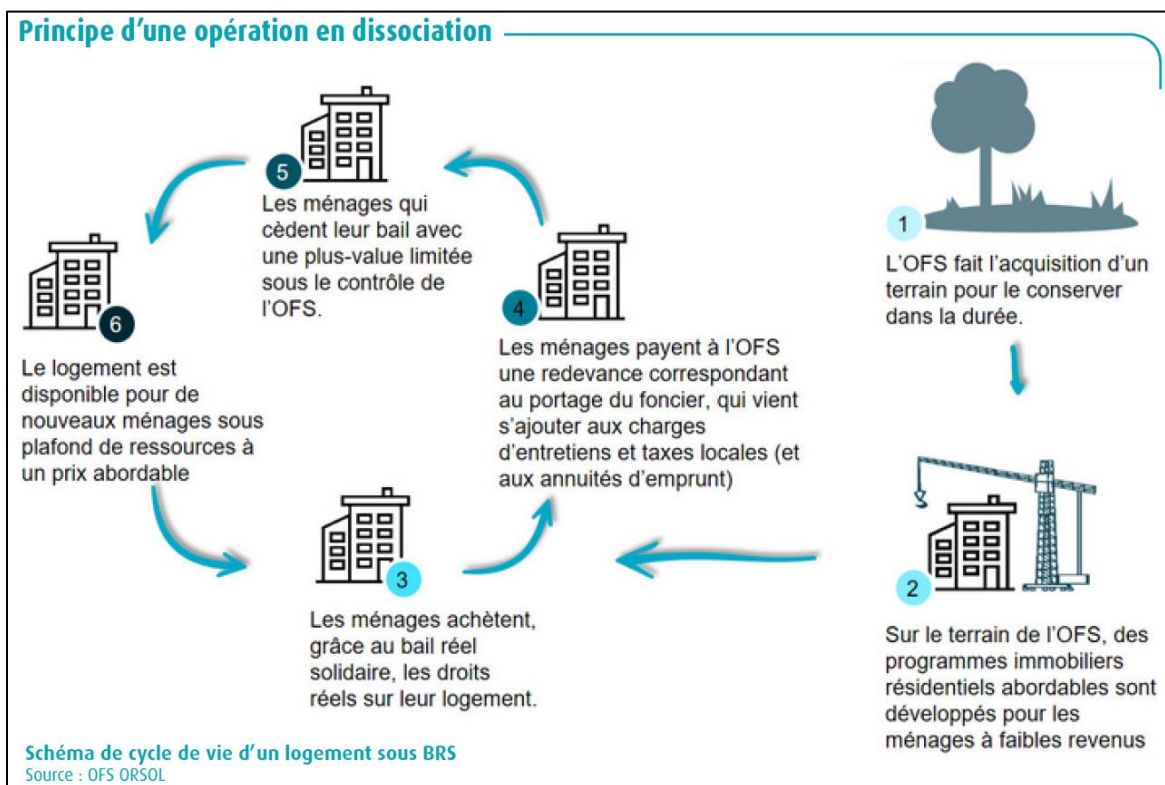 Principe d'une opération en dissociation
1
L'OFS fait l'acquisition d'un
terrain pour le conserver
dans la durée.
2
Sur le terrain de l'OFS, des
programmes immobiliers
résidentiels abordables sont
développés pour les
ménages à faibles revenus
3
Les ménages achètent,
grâce au bail réel
solidaire, les droits
réels sur leur logement.
4
Les ménages payent à l'OFS
une redevance correspondant
au portage du foncier, qui vient
s'ajouter aux charges
d'entretiens et taxes locales (et
aux annuités d'emprunt)
5
Les ménages qui
cèdent leur bail avec
une plus-value limitée
sous le contrôle de
l'OFS.
6
Le logement est
disponible pour de
nouveaux ménages sous
plafond de ressources à
un prix abordable
Schéma de cycle de vie d'un logement sous BRS
Source : OFS ORSOL